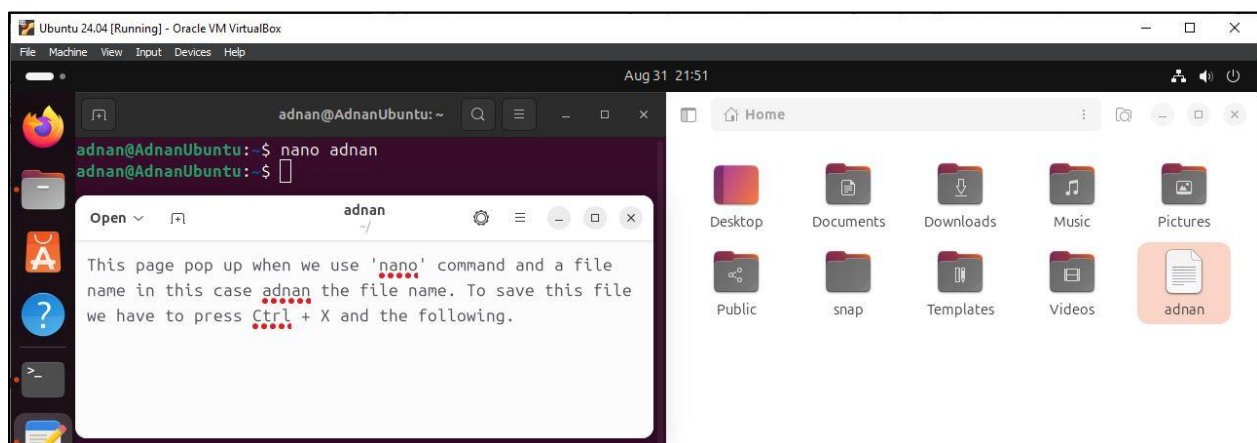 Ubuntu 24.04 [Running] - Oracle VM VirtualBox
File Machine View Input Devices Help
Aug 31 21:51
adnan@AdnanUbuntu: ~
Home
adnan@AdnanUbuntu:~$ nano adnan
adnan@AdnanUbuntu:~$
Open
adnan
~/
This page pop up when we use 'nano' command and a file
name in this case adnan the file name. To save this file
we have to press Ctrl + X and the following.
Desktop Documents Downloads Music Pictures
Public snap Templates Videos adnan